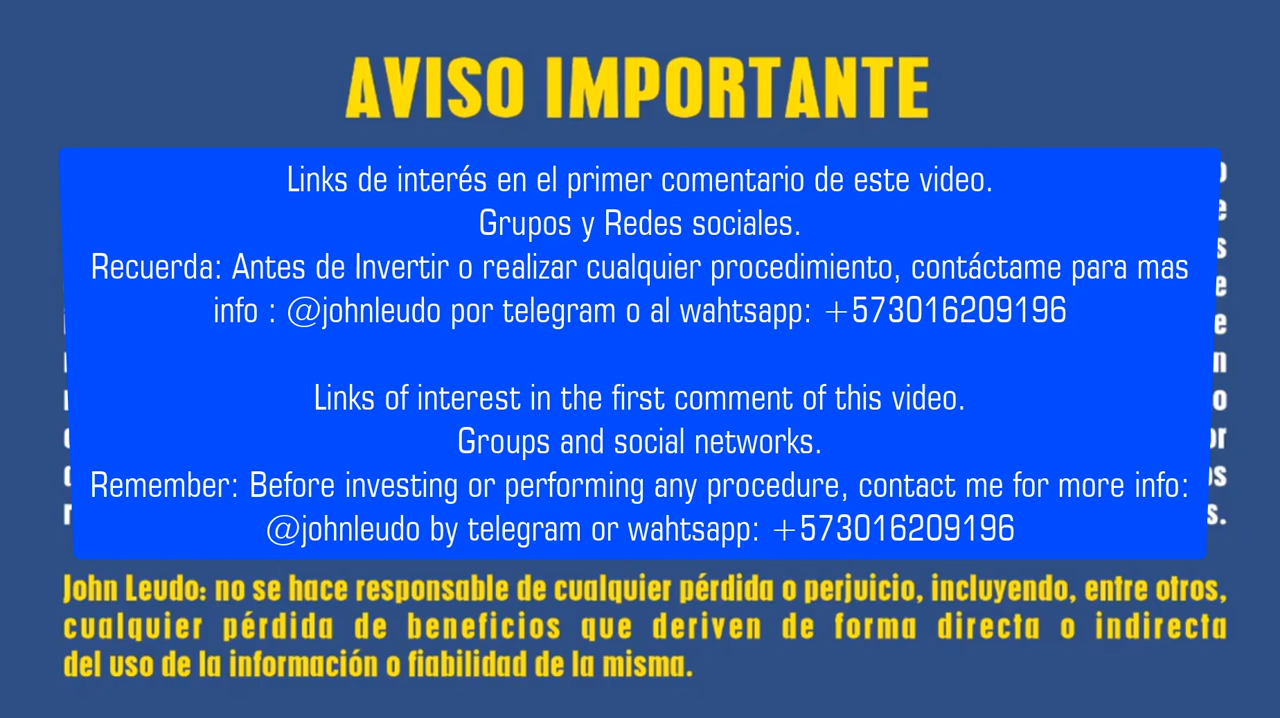 AVISO IMPORTANTE
Links de interés en el primer comentario de este video.
Grupos y Redes sociales.
Recuerda: Antes de Invertir o realizar cualquier procedimiento, contáctame para mas
info : @johnleudo por telegram o al wahtsapp: +573016209196
Links of interest in the first comment of this video.
Groups and social networks.
Remember: Before investing or performing any procedure, contact me for more info:
@johnleudo by telegram or wahtsapp: +573016209196
John Leudo: no se hace responsable de cualquier pérdida o perjuicio, incluyendo, entre otros,
cualquier pérdida de beneficios que deriven de forma directa o indirecta
del uso de la información o fiabilidad de la misma.